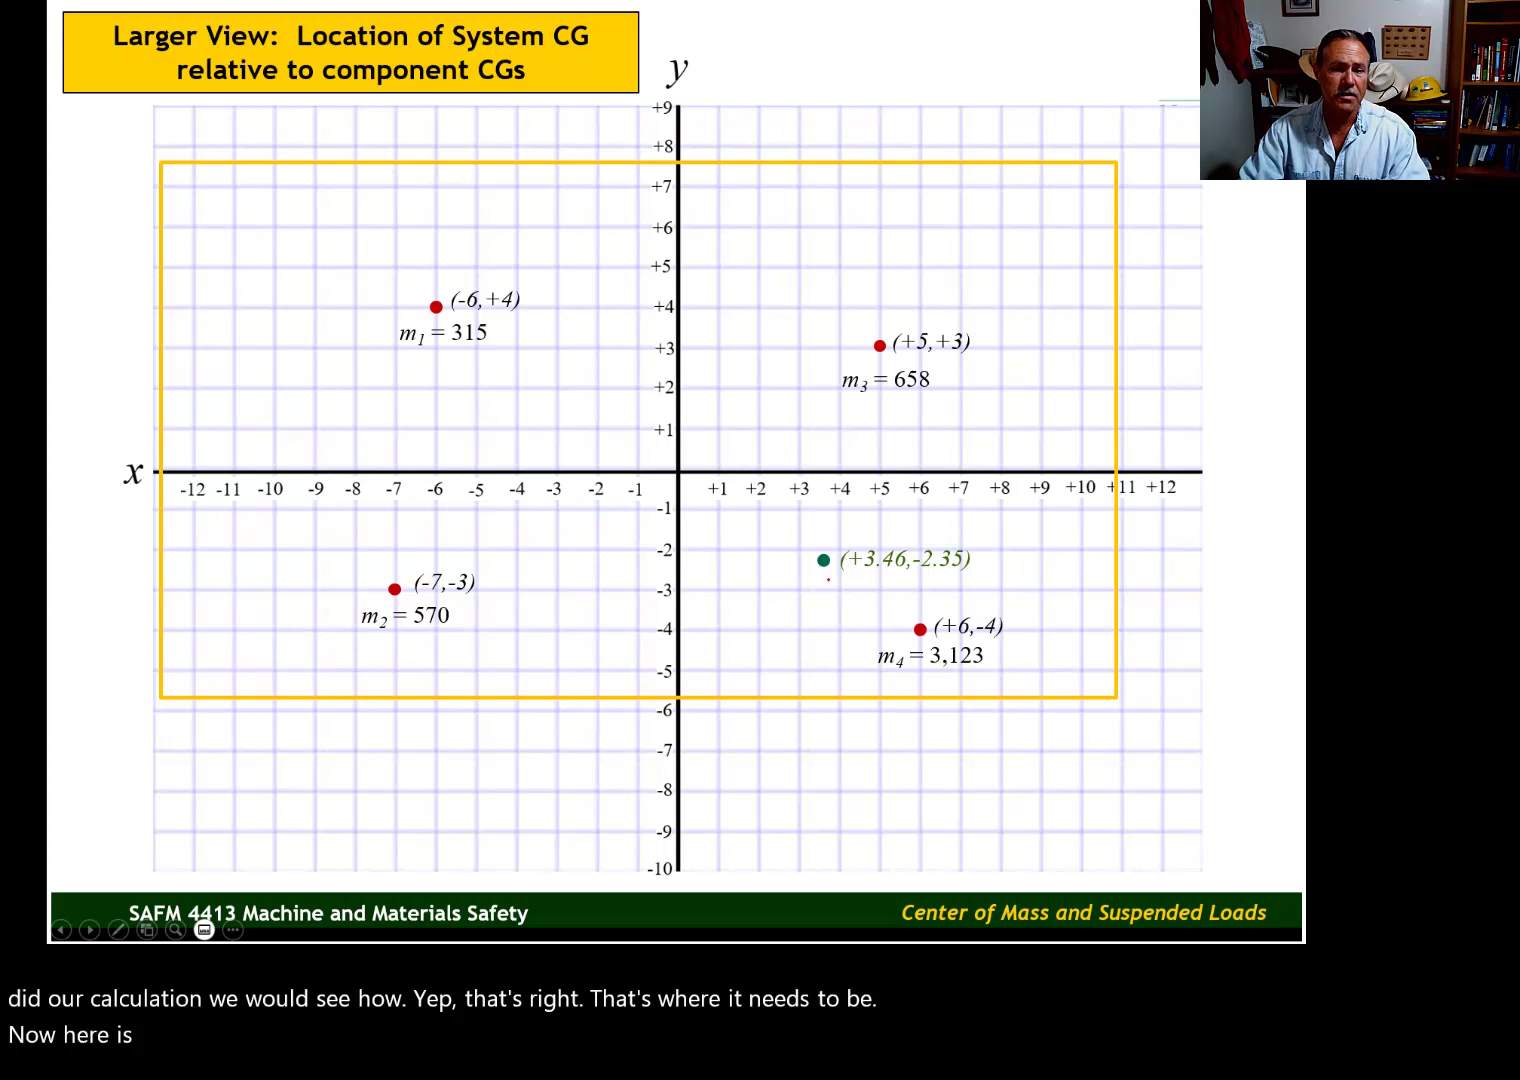 Larger View: Location of System CG
relative to component CGs
y
+9
+8
+7
+6
+5
(-6,+4)
+4
m1 = 315
+3
(+5,+3)
+2
m3 = 658
+1
x
-12 -11 -10 -9 -8 -7 -6 -5 -4 -3 -2 -1 +1 +2 +3 +4 +5 +6 +7 +8 +9 +10 +11 +12
-1
-2
(+3.46,-2.35)
(-7,-3)
-3
m2 = 570
-4
(+6,-4)
m4 = 3,123
-5
-6
-7
-8
-9
-10
SAFM 4413 Machine and Materials Safety
Center of Mass and Suspended Loads
did our calculation we would see how. Yep, that's right. That's where it needs to be.
Now here is